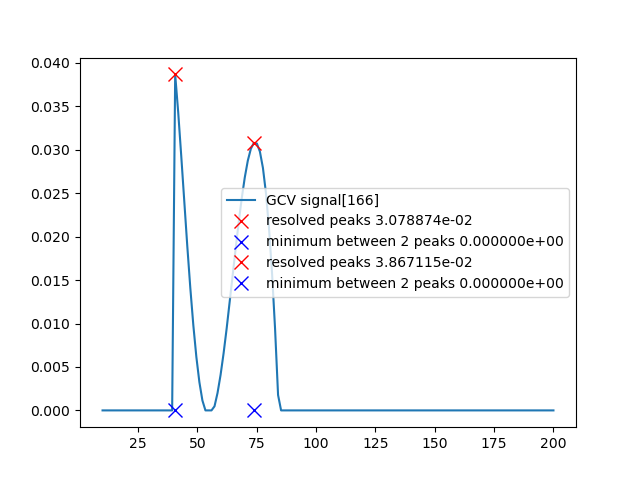 0.040
0.035
0.030
0.025
0.020
0.015
0.010
0.005
0.000
GCV signal[166]
resolved peaks 3.078874e-02
minimum between 2 peaks 0.000000e+00
resolved peaks 3.867115e-02
minimum between 2 peaks 0.000000e+00
25 50 75 100 125 150 175 200